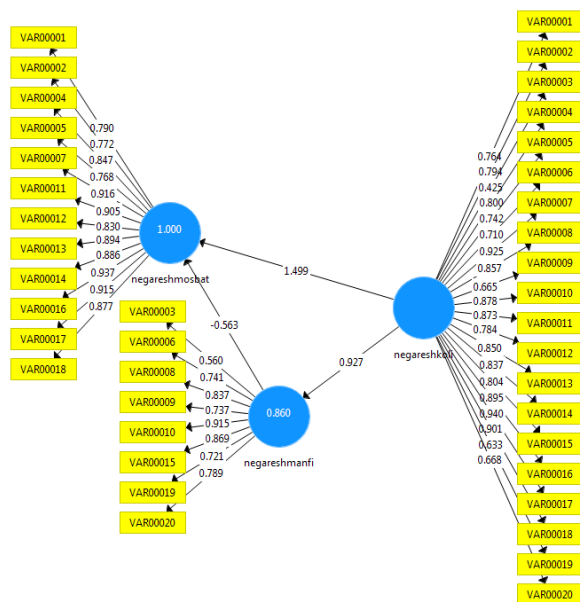 VAR00001
VAR00002
VAR00004
VAR00005
VAR00007
VAR00011
VAR00012
VAR00013
VAR00014
VAR00016
VAR00017
VAR00018
0.790
0.772
0.847
0.768
0.916
0.905
0.830
0.894
0.886
0.937
0.915
0.877
1.000
negareshmosbat
1.499
-0.563
0.927
VAR00003
VAR00006
VAR00008
VAR00009
VAR00010
VAR00015
VAR00019
VAR00020
0.560
0.741
0.837
0.737
0.915
0.869
0.721
0.789
0.860
negareshmanfi
negareshkoli
0.764
0.794
0.425
0.800
0.742
0.710
0.925
0.857
0.665
0.878
0.873
0.784
0.850
0.837
0.804
0.895
0.940
0.901
0.633
0.668
VAR00001
VAR00002
VAR00003
VAR00004
VAR00005
VAR00006
VAR00007
VAR00008
VAR00009
VAR00010
VAR00011
VAR00012
VAR00013
VAR00014
VAR00015
VAR00016
VAR00017
VAR00018
VAR00019
VAR00020